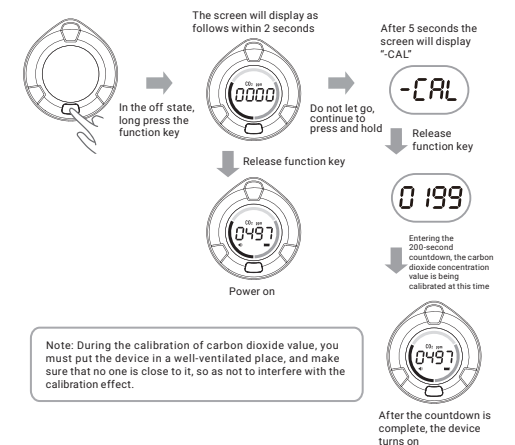 The screen will display as
follows within 2 seconds
After 5 seconds the
screen will display
"-CAL"
CO₂ ppm
0000
-CAL
In the off state,
long press the
function key
Do not let go,
continue to
press and hold
Release
function key
Release function key
0 199
CO₂ ppm
0497
Entering the
200-second
countdown, the carbon
dioxide concentration
value is being
calibrated at this time
Power on
Note: During the calibration of carbon dioxide value, you
must put the device in a well-ventilated place, and make
sure that no one is close to it, so as not to interfere with the
calibration effect.
CO₂ ppm
0497
After the countdown is
complete, the device
turns on